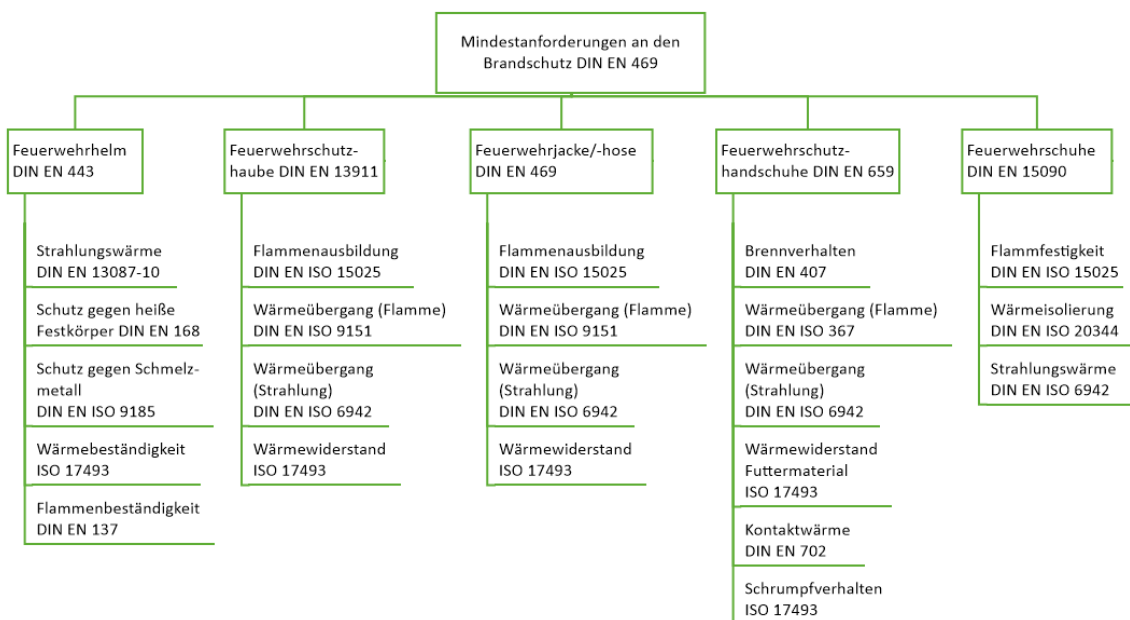 Mindestanforderungen an den
Brandschutz DIN EN 469
Feuerwehrhelm
DIN EN 443
Strahlungswärme
DIN EN 13087-10
Schutz gegen heiße
Festkörper DIN EN 168
Schutz gegen Schmelz-
metall
DIN EN ISO 9185
Wärmebeständigkeit
ISO 17493
Flammenbeständigkeit
DIN EN 137
Feuerwehrschutz-
haube DIN EN 13911
Flammenausbildung
DIN EN ISO 15025
Wärmeübergang (Flamme)
DIN EN ISO 9151
Wärmeübergang
(Strahlung)
DIN EN ISO 6942
Wärmewiderstand
ISO 17493
Feuerwehrjacke/-hose
DIN EN 469
Flammenausbildung
DIN EN ISO 15025
Wärmeübergang (Flamme)
DIN EN ISO 9151
Wärmeübergang
(Strahlung)
DIN EN ISO 6942
Wärmewiderstand
ISO 17493
Feuerwehrschutz-
handschuhe DIN EN 659
Brennverhalten
DIN EN 407
Wärmeübergang (Flamme)
DIN EN ISO 367
Wärmeübergang
(Strahlung)
DIN EN ISO 6942
Wärmewiderstand
Futtermaterial
ISO 17493
Kontaktwärme
DIN EN 702
Schrumpfverhalten
ISO 17493
Feuerwehrschuhe
DIN EN 15090
Flammfestigkeit
DIN EN ISO 15025
Wärmeisolierung
DIN EN ISO 20344
Strahlungswärme
DIN EN ISO 6942